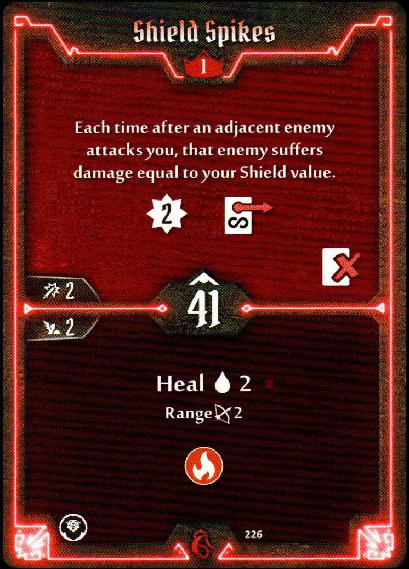 Shield Spikes
1
Each time after an adjacent enemy
attacks you, that enemy suffers
damage equal to your Shield value.
2
2
41
2
Heal 2
Range 2
226